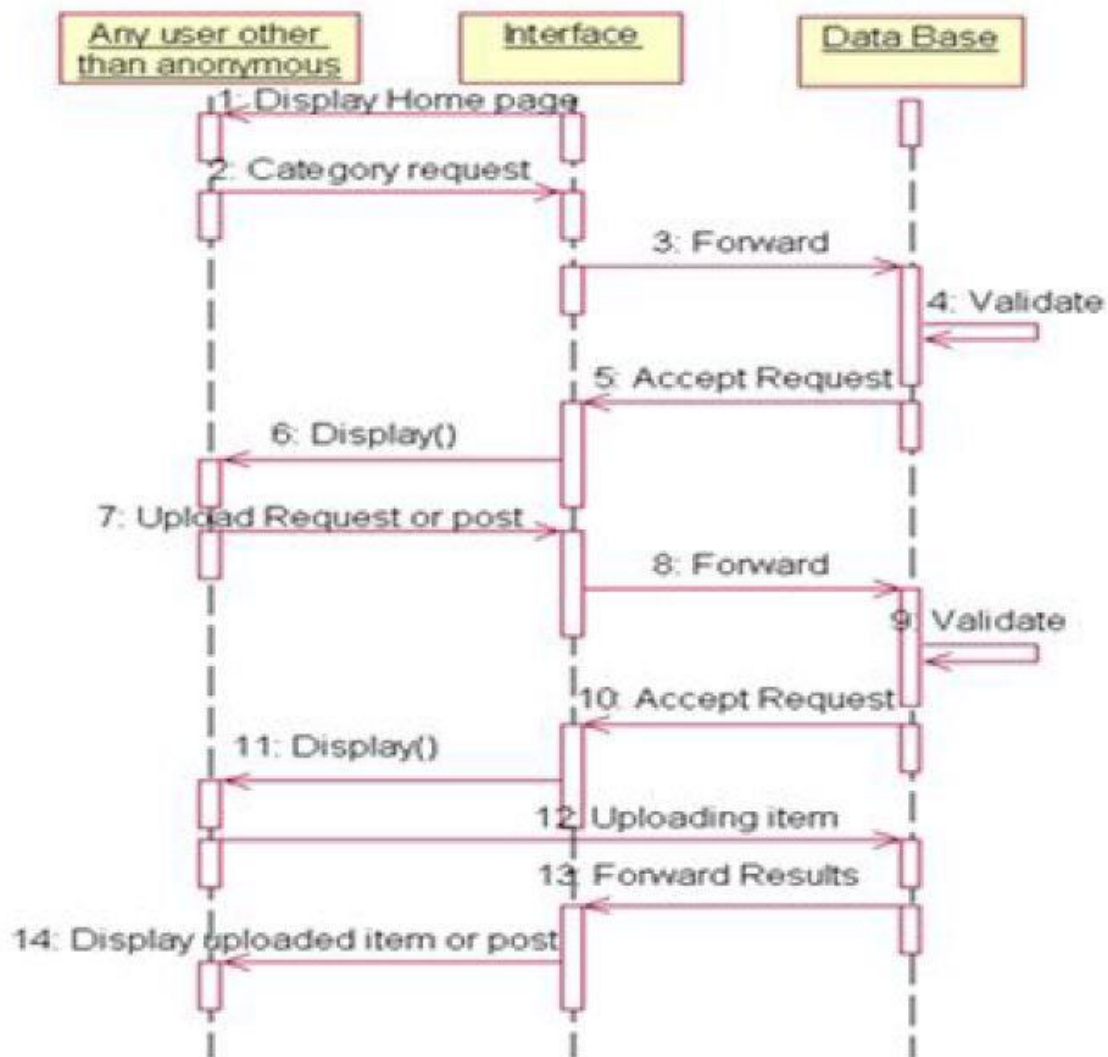 Any user other
than anonymous
Interface
Data Base
1: Display Home page
2: Category request
3: Forward
4: Validate
5: Accept Request
6: Display()
7: Upload Request or post
8: Forward
9: Validate
10: Accept Request
11: Display()
12: Uploading item
13: Forward Results
14: Display uploaded item or post